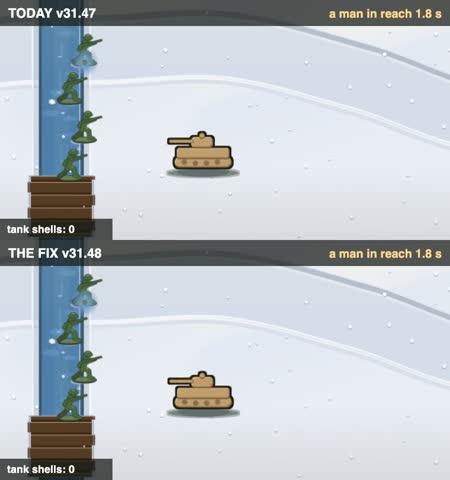 TODAY v31.47
a man in reach 1.8 s
tank shells: 0
THE FIX v31.48
a man in reach 1.8 s
tank shells: 0